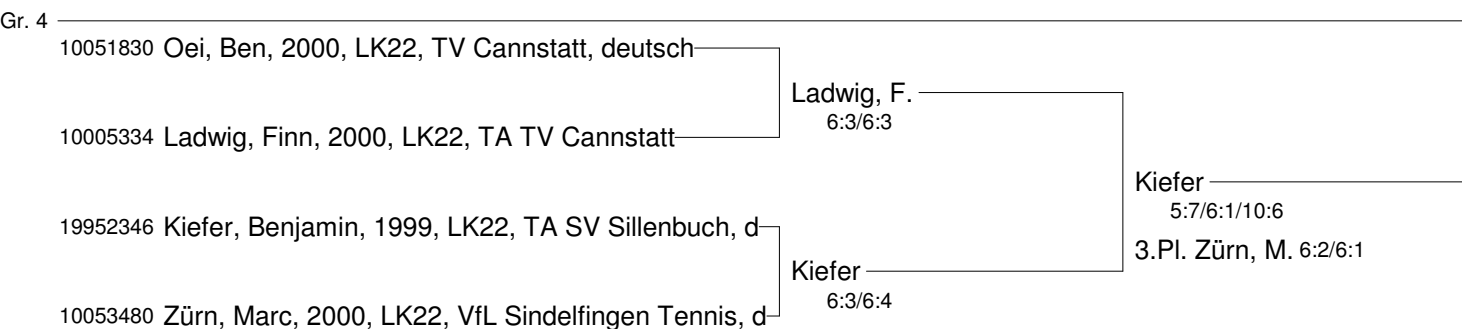 Gr. 4
10051830 Oei, Ben, 2000, LK22, TV Cannstatt, deutsch
Ladwig, F.
6:3/6:3
10005334 Ladwig, Finn, 2000, LK22, TA TV Cannstatt
Kiefer
5:7/6:1/10:6
19952346 Kiefer, Benjamin, 1999, LK22, TA SV Sillenbuch, d
3.Pl. Zürn, M. 6:2/6:1
Kiefer
6:3/6:4
10053480 Zürn, Marc, 2000, LK22, VfL Sindelfingen Tennis, d